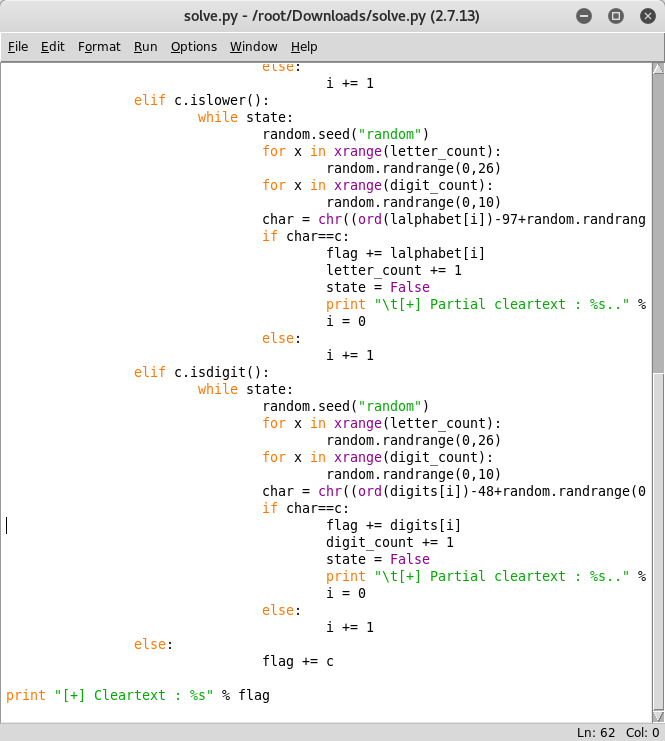 solve.py - /root/Downloads/solve.py (2.7.13)
File Edit Format Run Options Window Help
else:
i += 1
elif c.islower():
while state:
random.seed("random")
for x in xrange(letter_count):
random.randrange(0,26)
for x in xrange(digit_count):
random.randrange(0,10)
char = chr((ord(lalphabet[i])-97+random.randrang
if char==c:
flag += lalphabet[i]
letter_count += 1
state = False
print "\t[+] Partial cleartext : %s.." %
i = 0
else:
i += 1
elif c.isdigit():
while state:
random.seed("random")
for x in xrange(letter_count):
random.randrange(0,26)
for x in xrange(digit_count):
random.randrange(0,10)
char = chr((ord(digits[i])-48+random.randrange(0
if char==c:
flag += digits[i]
digit_count += 1
state = False
print "\t[+] Partial cleartext : %s.." %
i = 0
else:
i += 1
else:
flag += c
print "[+] Cleartext : %s" % flag
Ln: 62 Col: 0